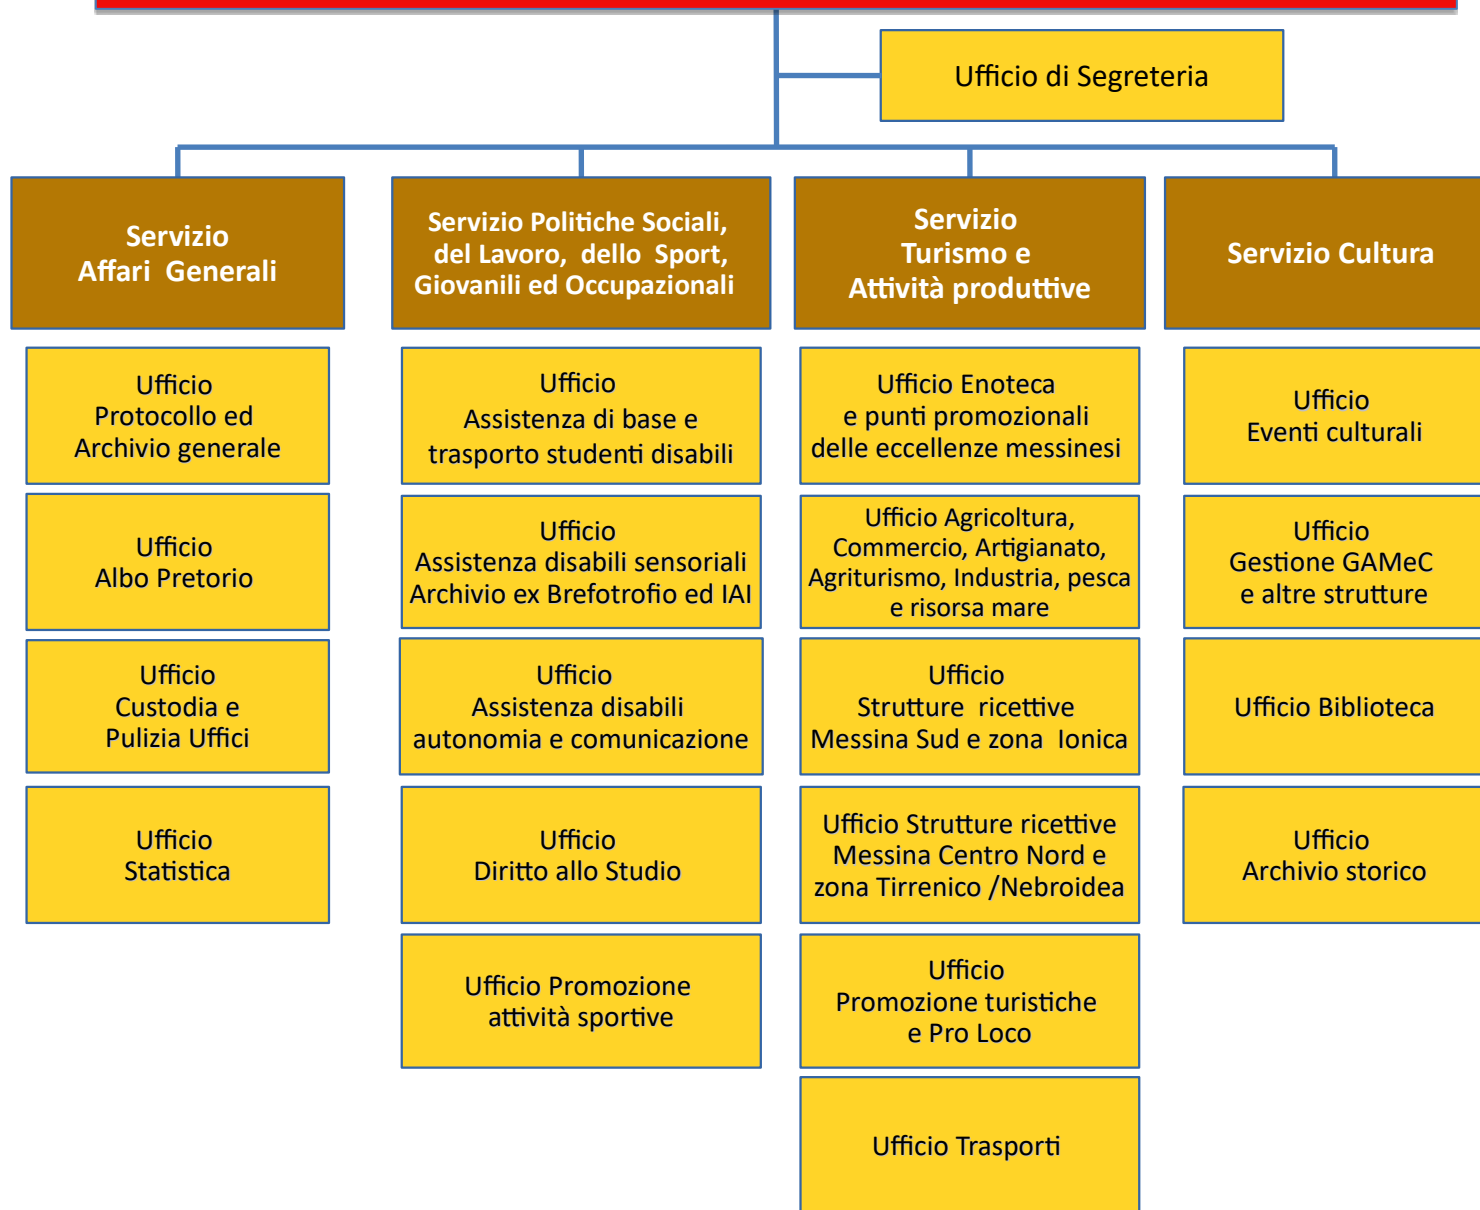 Ufficio di Segreteria
Servizio
Affari Generali
Servizio Politiche Sociali,
del Lavoro, dello Sport,
Giovanili ed Occupazionali
Servizio
Turismo e
Attività produttive
Servizio Cultura
Ufficio
Protocollo ed
Archivio generale
Ufficio
Albo Pretorio
Ufficio
Custodia e
Pulizia Uffici
Ufficio
Statistica
Ufficio
Assistenza di base e
trasporto studenti disabili
Ufficio
Assistenza disabili sensoriali
Archivio ex Brefotrofio ed IAI
Ufficio
Assistenza disabili
autonomia e comunicazione
Ufficio
Diritto allo Studio
Ufficio Promozione
attività sportive
Ufficio Enoteca
e punti promozionali
delle eccellenze messinesi
Ufficio Agricoltura,
Commercio, Artigianato,
Agriturismo, Industria, pesca
e risorsa mare
Ufficio
Strutture ricettive
Messina Sud e zona Ionica
Ufficio Strutture ricettive
Messina Centro Nord e
zona Tirrenico /Nebroidea
Ufficio
Promozione turistiche
e Pro Loco
Ufficio Trasporti
Ufficio
Eventi culturali
Ufficio
Gestione GAMeC
e altre strutture
Ufficio Biblioteca
Ufficio
Archivio storico